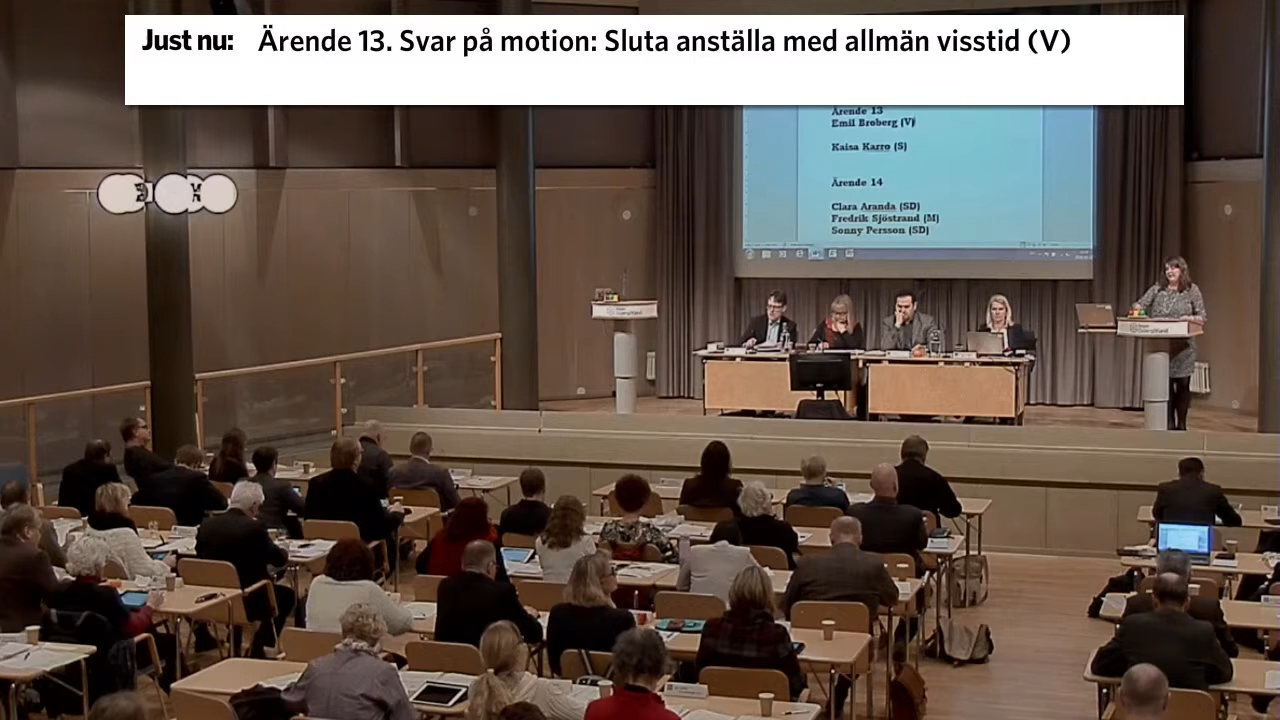 Just nu: Ärende 13. Svar på motion: Sluta anställa med allmän visstid (V)
Ärende 13
Emil Broberg (V)
Kaisa Karro (S)
Ärende 14
Clara Aranda (SD)
Fredrik Sjöstrand (M)
Sonny Persson (SD)